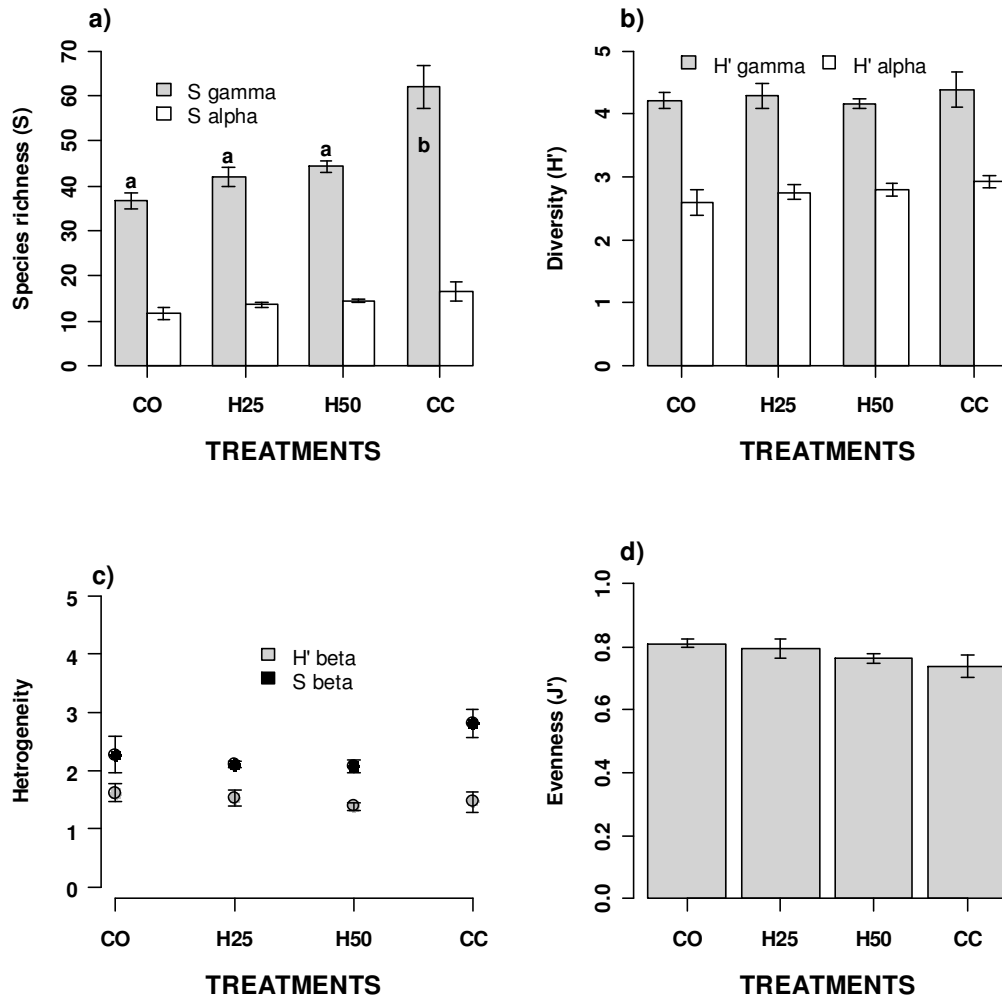 a)
Species richness (S)
70
60
50
40
30
20
10
0
S gamma
S alpha
a
a
a
b
CO H25 H50 CC
TREATMENTS
b)
Diversity (H')
5
4
3
2
1
0
H' gamma H' alpha
CO H25 H50 CC
TREATMENTS
c)
Hetrogeneity
5
4
3
2
1
0
H' beta
S beta
CO H25 H50 CC
TREATMENTS
d)
Evenness (J')
1.0
0.8
0.6
0.4
0.2
0.0
CO H25 H50 CC
TREATMENTS